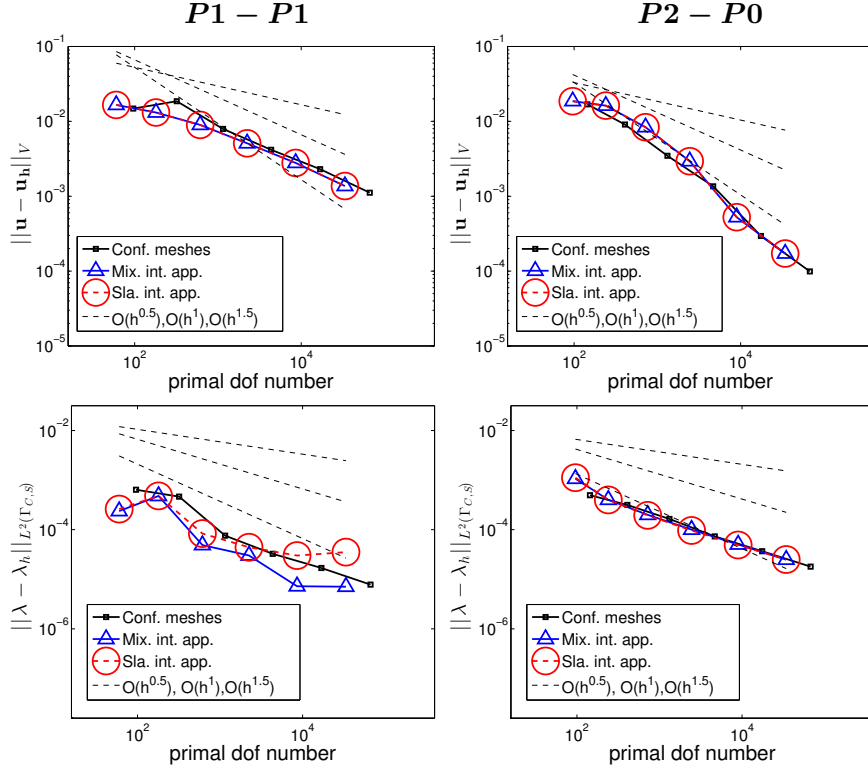 P1 − P1
P2 − P0
10^{-1}
10^{-2}
10^{-3}
10^{-4}
10^{-5}
||u − u_h||_V
Conf. meshes
Mix. int. app.
Sla. int. app.
O(h^{0.5}),O(h^1),O(h^{1.5})
10^2
10^4
primal dof number
10^{-1}
10^{-2}
10^{-3}
10^{-4}
10^{-5}
||u − u_h||_V
Conf. meshes
Mix. int. app.
Sla. int. app.
O(h^{0.5}),O(h^1),O(h^{1.5})
10^2
10^4
primal dof number
10^{-2}
10^{-4}
10^{-6}
||λ − λ_h||_{L^2(Γ_{C,S})}
Conf. meshes
Mix. int. app.
Sla. int. app.
O(h^{0.5}), O(h^1),O(h^{1.5})
10^2
10^4
primal dof number
10^{-2}
10^{-4}
10^{-6}
||λ − λ_h||_{L^2(Γ_{C,S})}
Conf. meshes
Mix. int. app.
Sla. int. app.
O(h^{0.5}), O(h^1),O(h^{1.5})
10^2
10^4
primal dof number